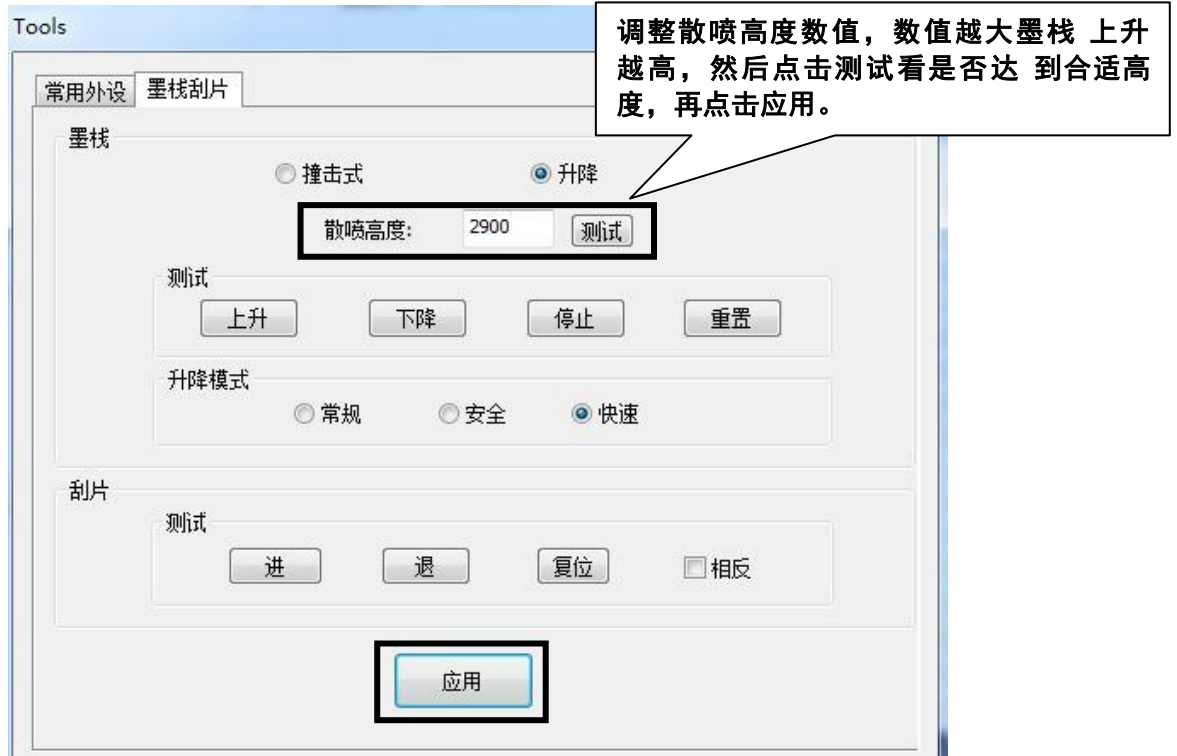 Tools
调整散喷高度数值，数值越大墨栈 上升
越高，然后点击测试看是否达 到合适高
度，再点击应用。
常用外设 墨栈刮片
墨栈
撞击式 升降
散喷高度: 2900 测试
测试
上升 下降 停止 重置
升降模式
常规 安全 快速
刮片
测试
进 退 复位 相反
应用